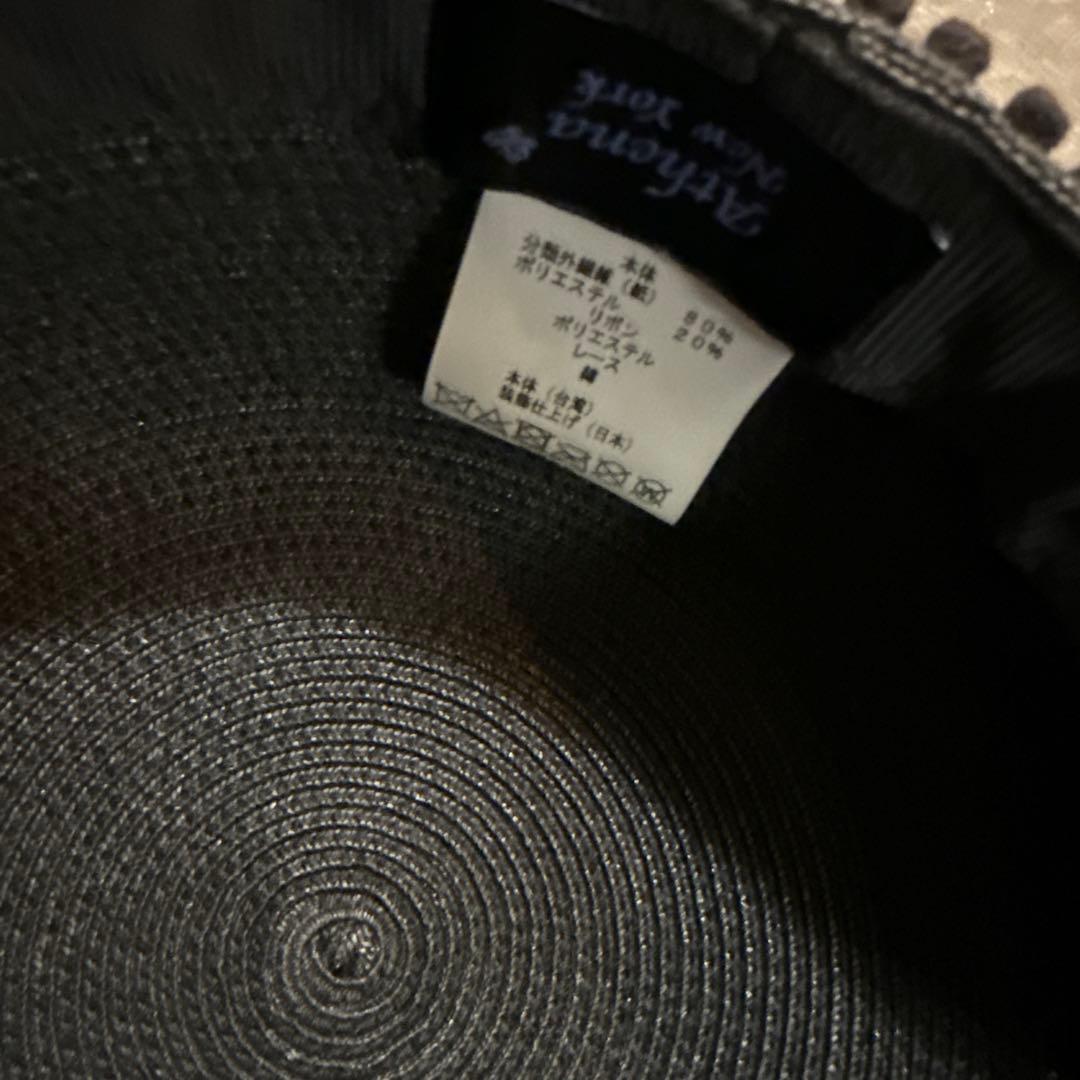 Athena
New York
本体
分類外繊維（紙） 80%
ポリエステル 20%
リボン
ポリエステル
レース
綿
本体（台湾）
装飾仕上げ（日本）